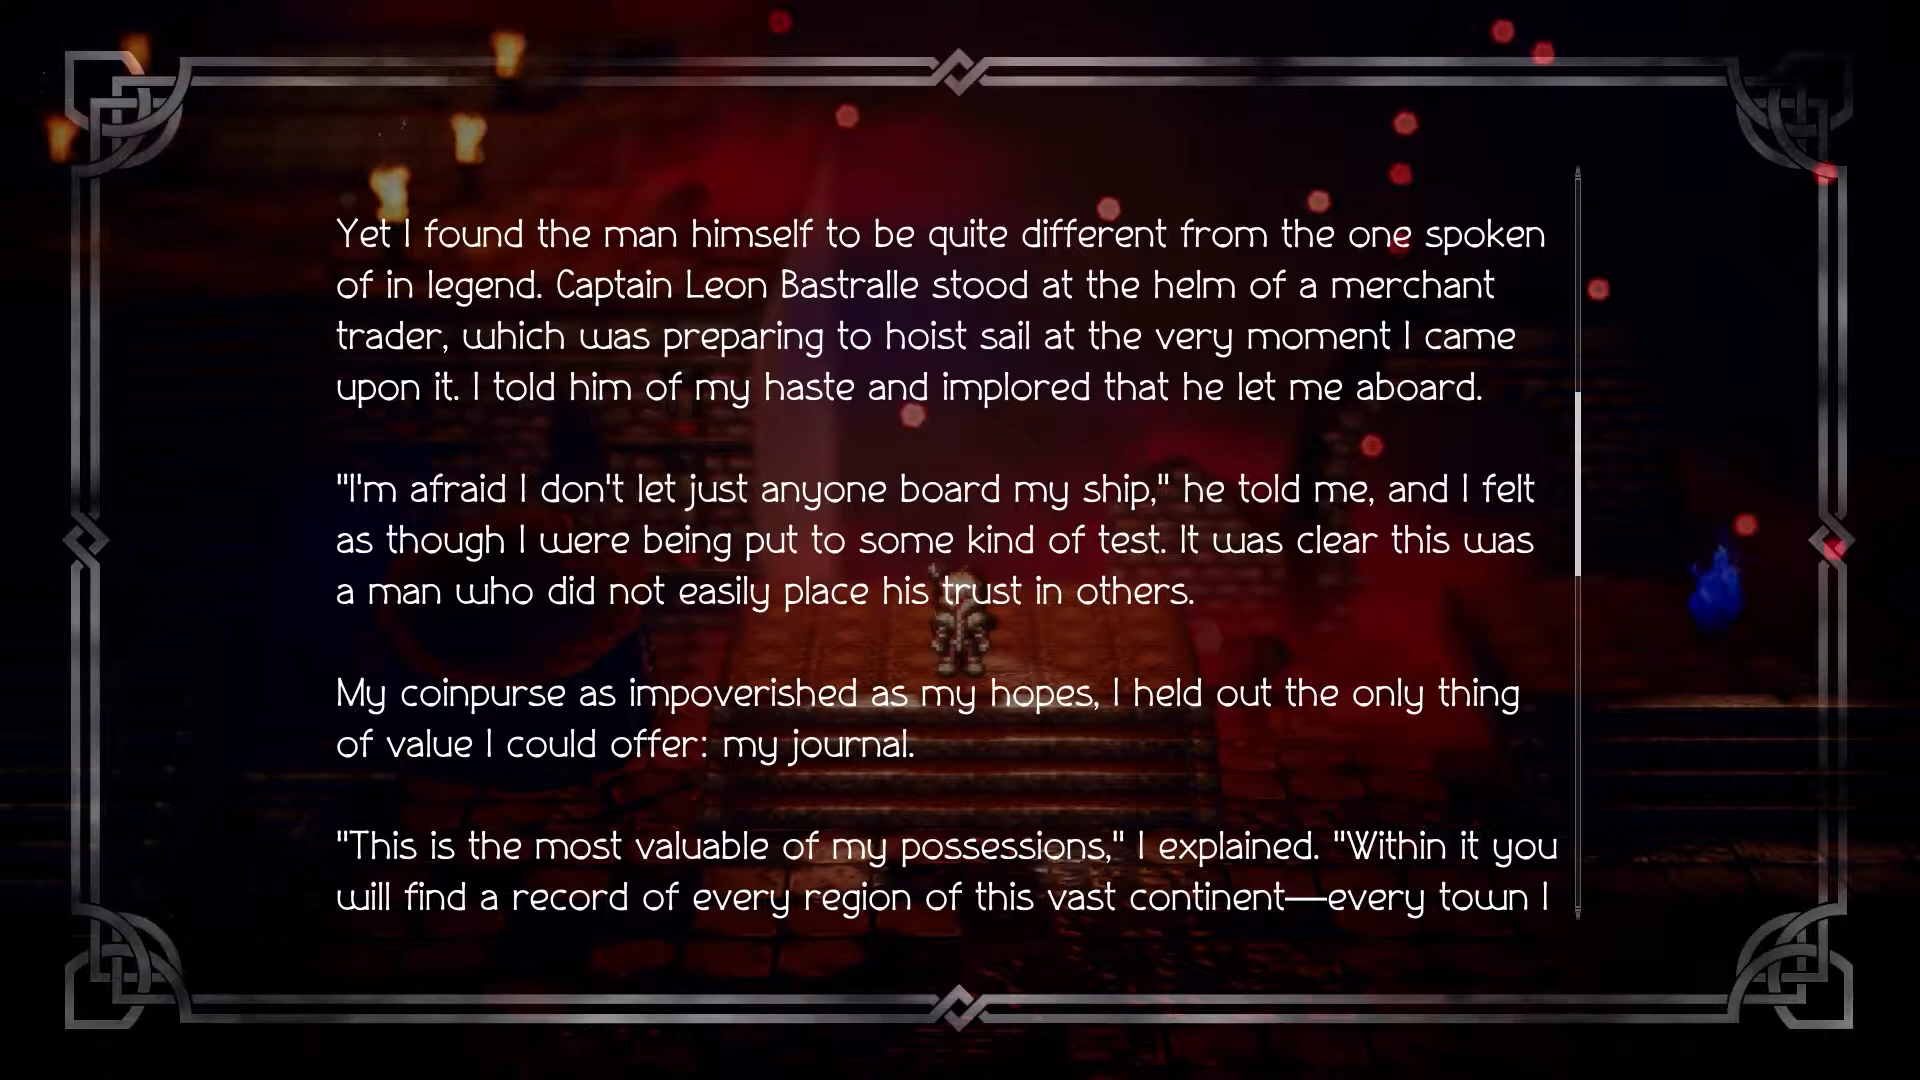 Yet I found the man himself to be quite different from the one spoken
of in legend. Captain Leon Bastralle stood at the helm of a merchant
trader, which was preparing to hoist sail at the very moment I came
upon it. I told him of my haste and implored that he let me aboard.
"I'm afraid I don't let just anyone board my ship," he told me, and I felt
as though I were being put to some kind of test. It was clear this was
a man who did not easily place his trust in others.
My coinpurse as impoverished as my hopes, I held out the only thing
of value I could offer: my journal.
"This is the most valuable of my possessions," I explained. "Within it you
will find a record of every region of this vast continent—every town I